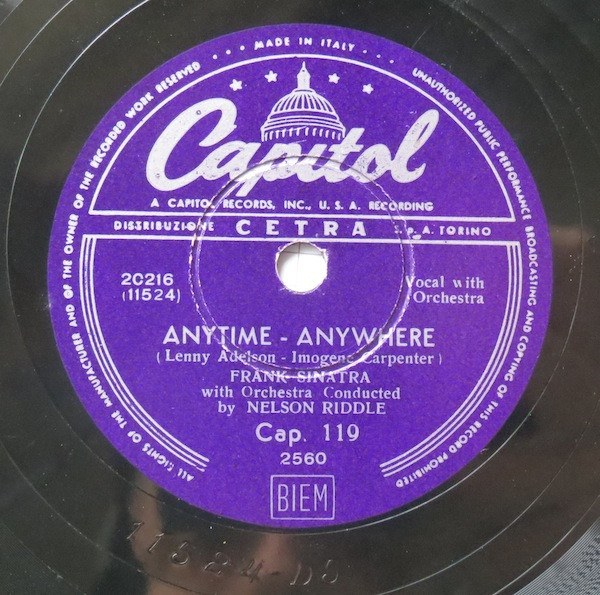 ALL RIGHTS OF THE MANUFACTURER AND OF THE OWNER OF THE RECORDED WORK RESERVED ... MADE IN ITALY ... UNAUTHORIZED PUBLIC PERFORMANCE BROADCASTING AND COPYING OF THIS RECORD PROHIBITED
Capitol
A CAPITOL RECORDS, INC., U. S. A. RECORDING
DISTRIBUZIONE CETRA S.p.A. TORINO
2C216
(11524)
Vocal with
Orchestra
ANYTIME - ANYWHERE
( Lenny Adelson - Imogene Carpenter )
FRANK SINATRA
with Orchestra Conducted
by NELSON RIDDLE
Cap. 119
2560
BIEM